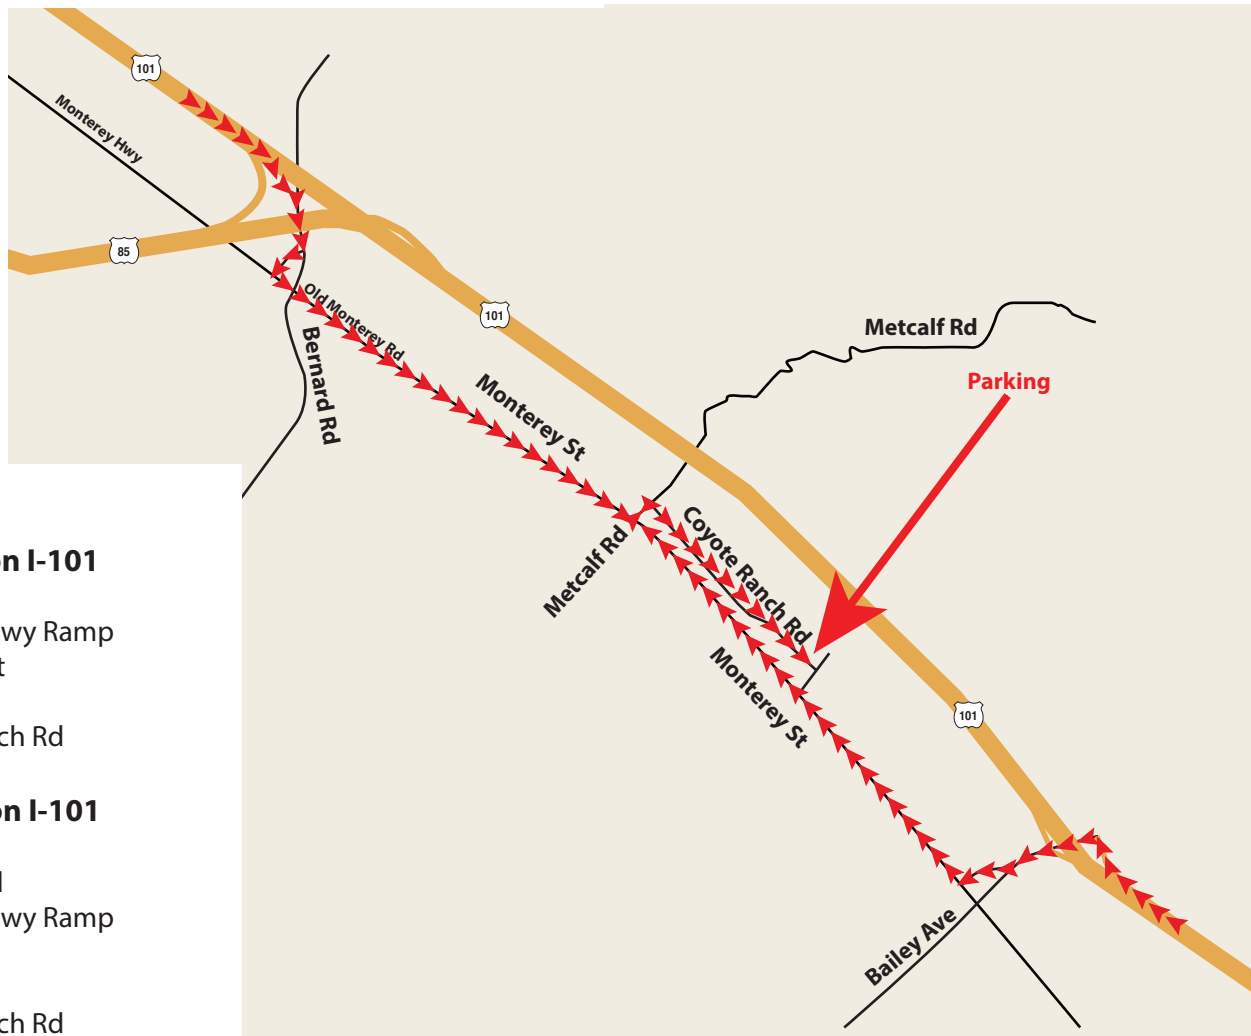 101
Monterey Hwy
85
Old Monterey Rd
101
Bernard Rd
Metcalf Rd
Parking
Monterey St
Coyote Ranch Rd
Metcalf Rd
Monterey St
101
Bailey Ave
on I-101
wy Ramp
t
ch Rd
on I-101
d
wy Ramp
ch Rd